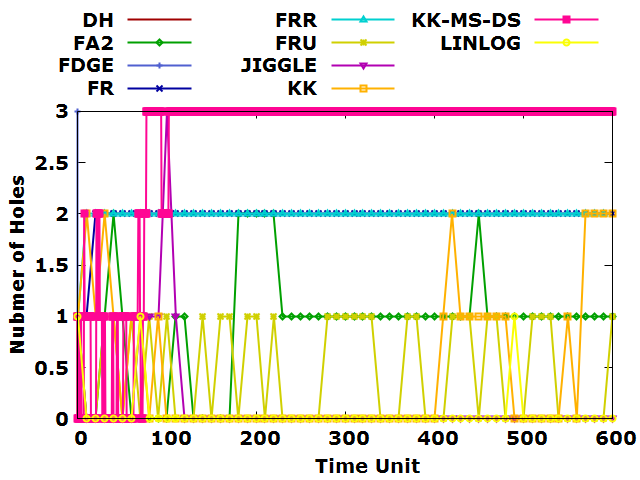 DH FRR KK-MS-DS
FA2 FRU LINLOG
FDGE JIGGLE
FR KK
3
2.5
2
1.5
1
0.5
0
Nubmer of Holes
0 100 200 300 400 500 600
Time Unit